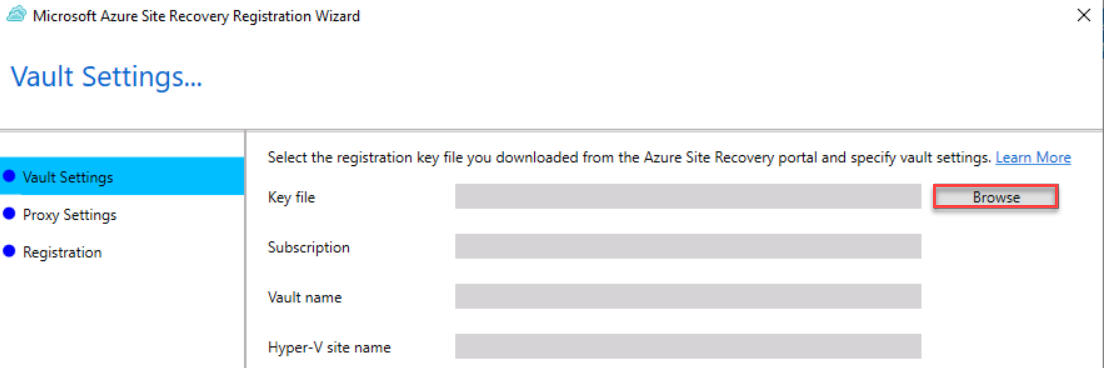 Microsoft Azure Site Recovery Registration Wizard
Vault Settings...
Vault Settings
Proxy Settings
Registration
Select the registration key file you downloaded from the Azure Site Recovery portal and specify vault settings. Learn More
Key file
Browse
Subscription
Vault name
Hyper-V site name